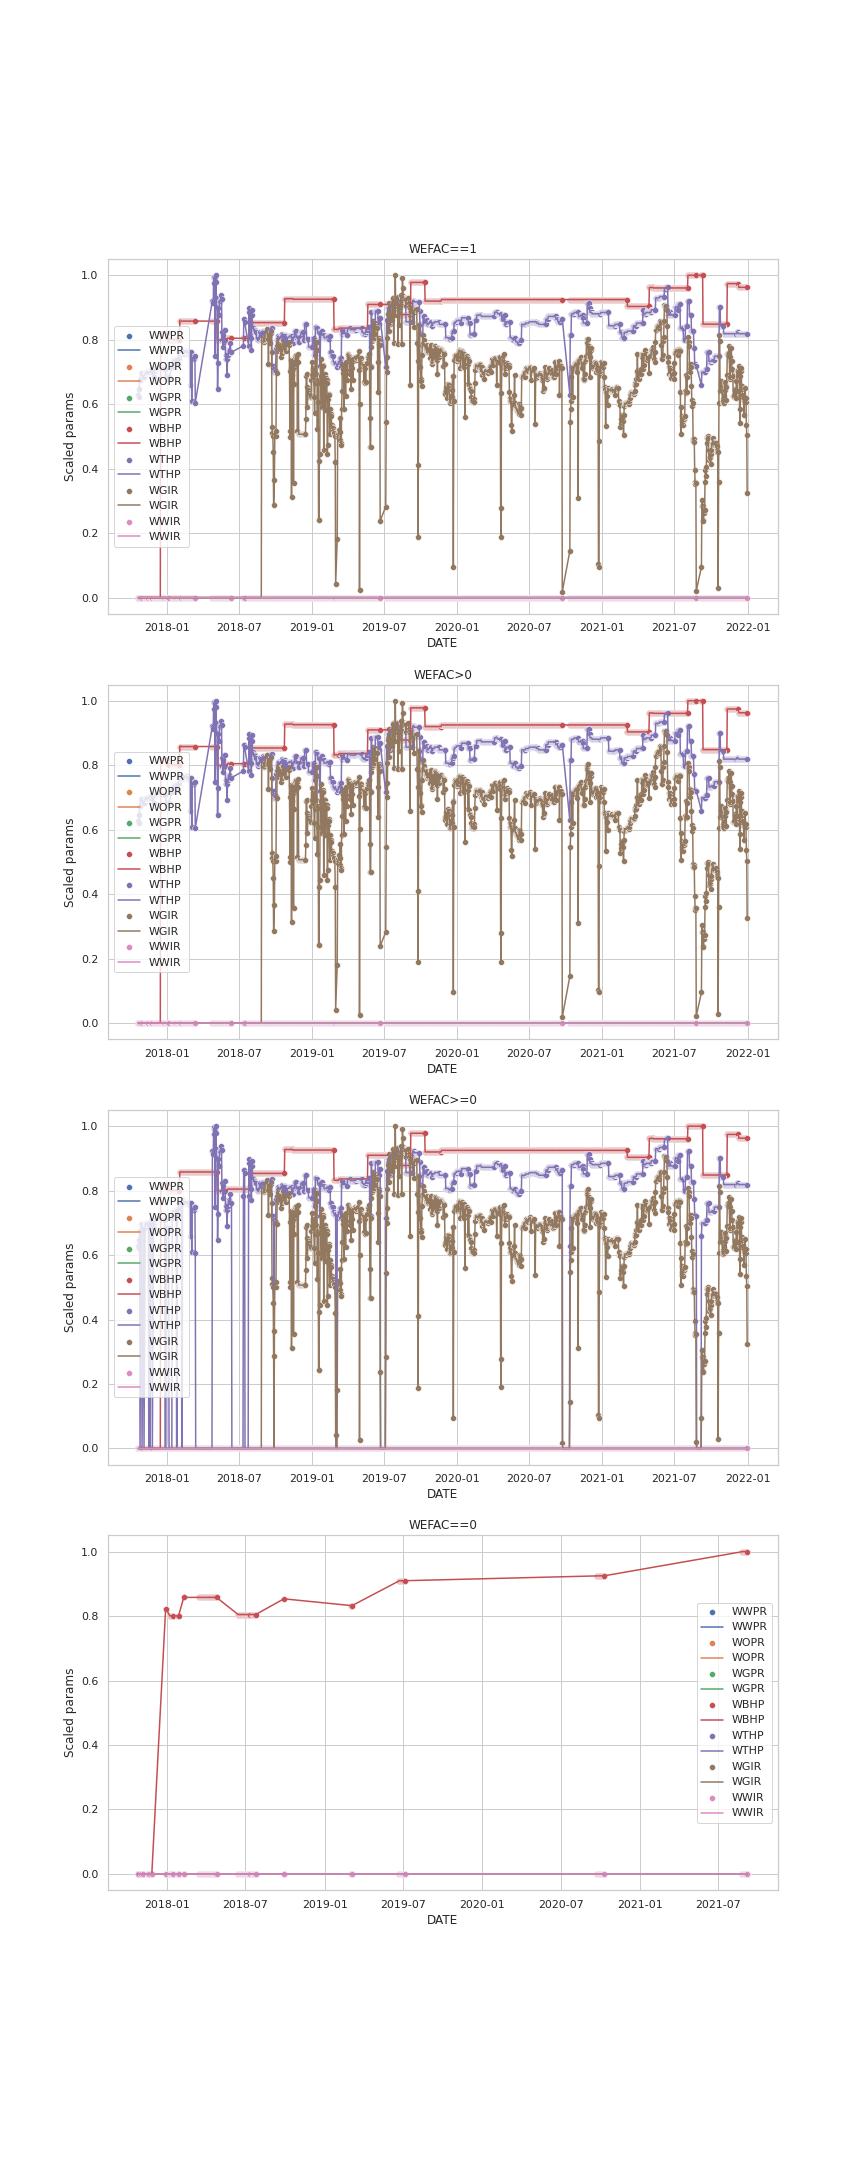 WEFAC==1
1.0
0.8
0.6
0.4
0.2
0.0
Scaled params
WWPR
WWPR
WOPR
WOPR
WGPR
WGPR
WBHP
WBHP
WTHP
WTHP
WGIR
WGIR
WWIR
WWIR
2018-01 2018-07 2019-01 2019-07 2020-01 2020-07 2021-01 2021-07 2022-01
DATE
WEFAC>0
1.0
0.8
0.6
0.4
0.2
0.0
Scaled params
WWPR
WWPR
WOPR
WOPR
WGPR
WGPR
WBHP
WBHP
WTHP
WTHP
WGIR
WGIR
WWIR
WWIR
2018-01 2018-07 2019-01 2019-07 2020-01 2020-07 2021-01 2021-07 2022-01
DATE
WEFAC>=0
1.0
0.8
0.6
0.4
0.2
0.0
Scaled params
WWPR
WWPR
WOPR
WOPR
WGPR
WGPR
WBHP
WBHP
WTHP
WTHP
WGIR
WGIR
WWIR
WWIR
2018-01 2018-07 2019-01 2019-07 2020-01 2020-07 2021-01 2021-07 2022-01
DATE
WEFAC==0
1.0
0.8
0.6
0.4
0.2
0.0
Scaled params
WWPR
WWPR
WOPR
WOPR
WGPR
WGPR
WBHP
WBHP
WTHP
WTHP
WGIR
WGIR
WWIR
WWIR
2018-01 2018-07 2019-01 2019-07 2020-01 2020-07 2021-01 2021-07
DATE